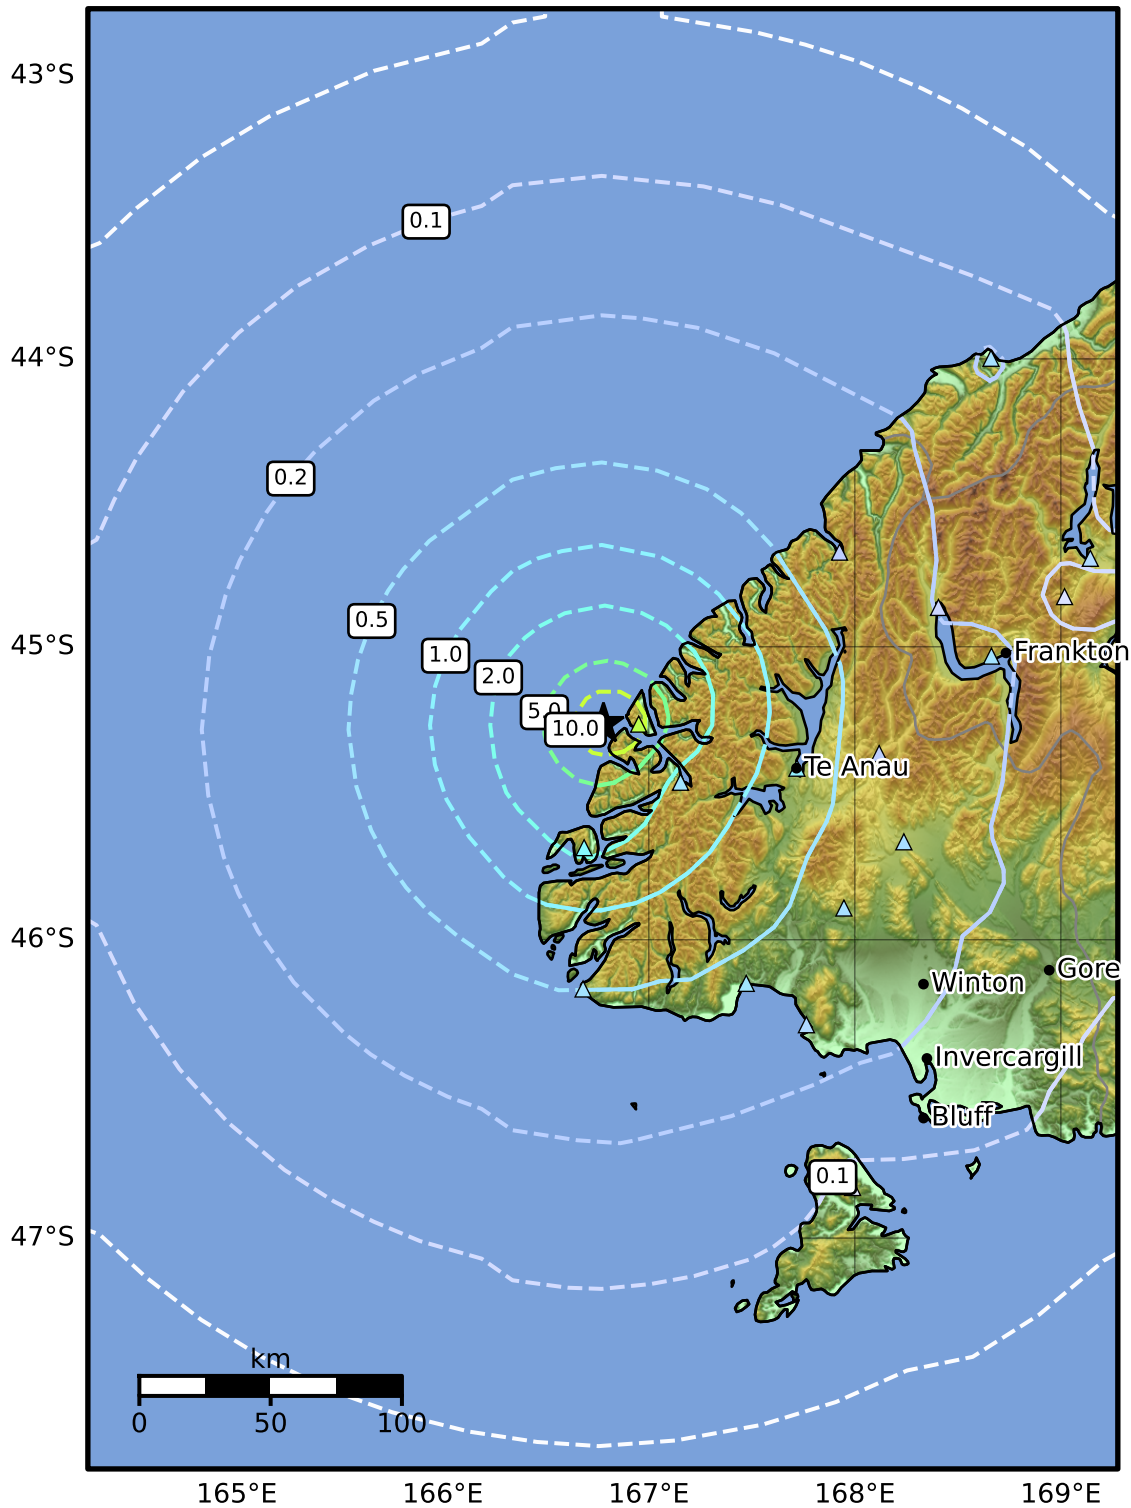 43°S
0.1
44°S
0.2
0.5
45°S
1.0
Frankton
2.0
5.0
10.0
Te Anau
46°S
Gore
Winton
Invercargill
Bluff
0.1
47°S
km
0 50 100
165°E 166°E 167°E 168°E 169°E